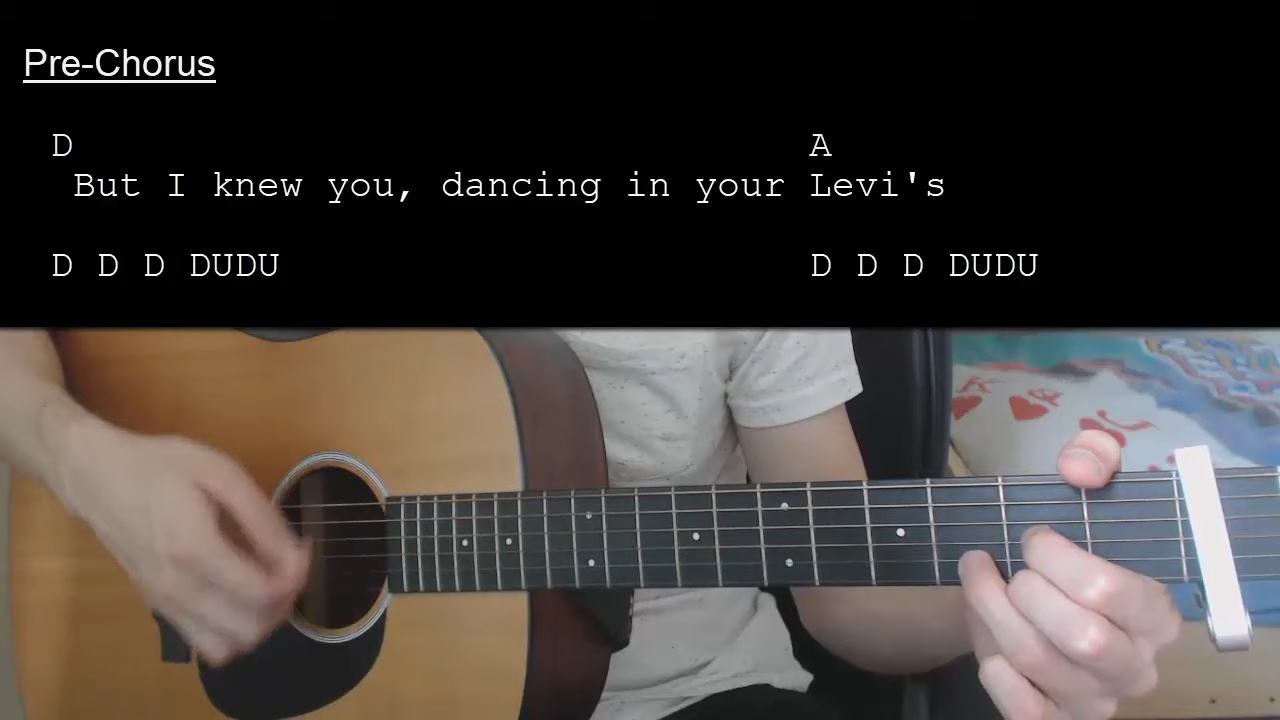 Pre-Chorus
D A
But I knew you, dancing in your Levi's
D D D DUDU D D D DUDU
K